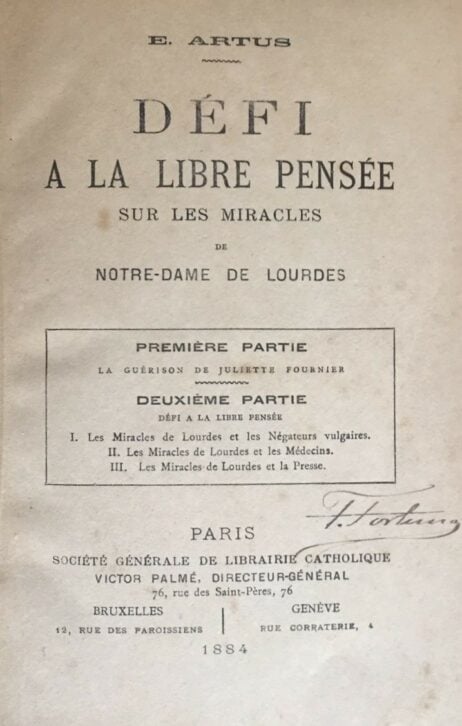 E. ARTUS
DÉFI
A LA LIBRE PENSÉE
SUR LES MIRACLES
DE
NOTRE-DAME DE LOURDES
PREMIÈRE PARTIE
LA GUÉRISON DE JULIETTE FOURNIER
DEUXIÈME PARTIE
DÉFI A LA LIBRE PENSÉE
I. Les Miracles de Lourdes et les Négateurs vulgaires.
II. Les Miracles de Lourdes et les Médecins.
III. Les Miracles de Lourdes et la Presse.
PARIS
SOCIÉTÉ GÉNÉRALE DE LIBRAIRIE CATHOLIQUE
VICTOR PALMÉ, DIRECTEUR-GÉNÉRAL
76, rue des Saint-Pères, 76
BRUXELLES
12, RUE DES PAROISSIENS
GENÈVE
RUE CORRATERIE, 4
1884